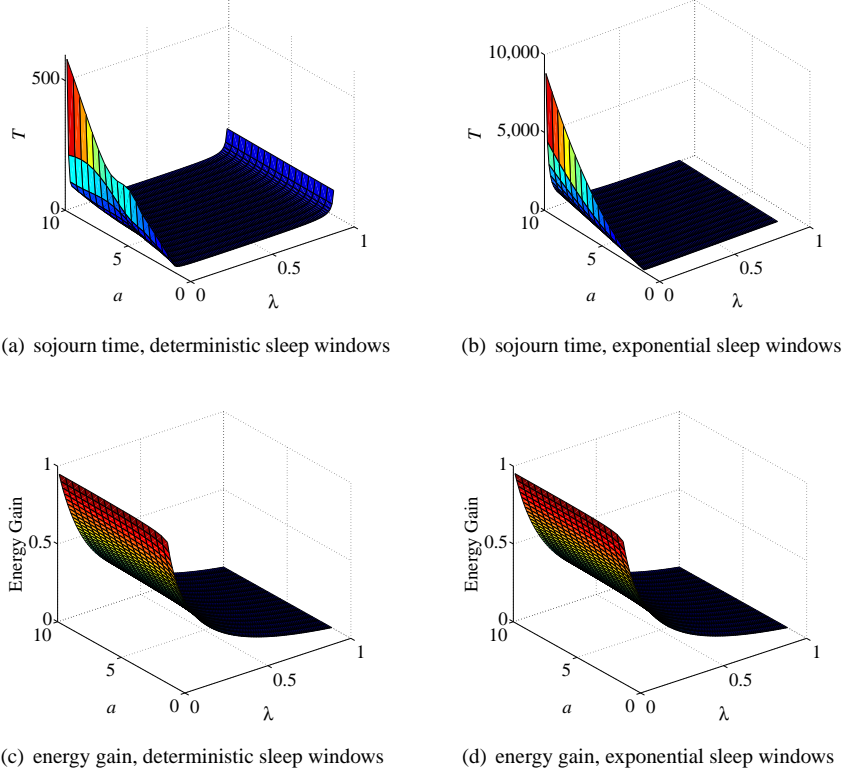 500
T
0
10
5
a
0
0
0.5
λ
1
(a) sojourn time, deterministic sleep windows
10,000
5,000
T
0
10
5
a
0
0
0.5
λ
1
(b) sojourn time, exponential sleep windows
1
0.5
Energy Gain
0
10
5
a
0
0
0.5
λ
1
(c) energy gain, deterministic sleep windows
1
0.5
Energy Gain
0
10
5
a
0
0
0.5
λ
1
(d) energy gain, exponential sleep windows